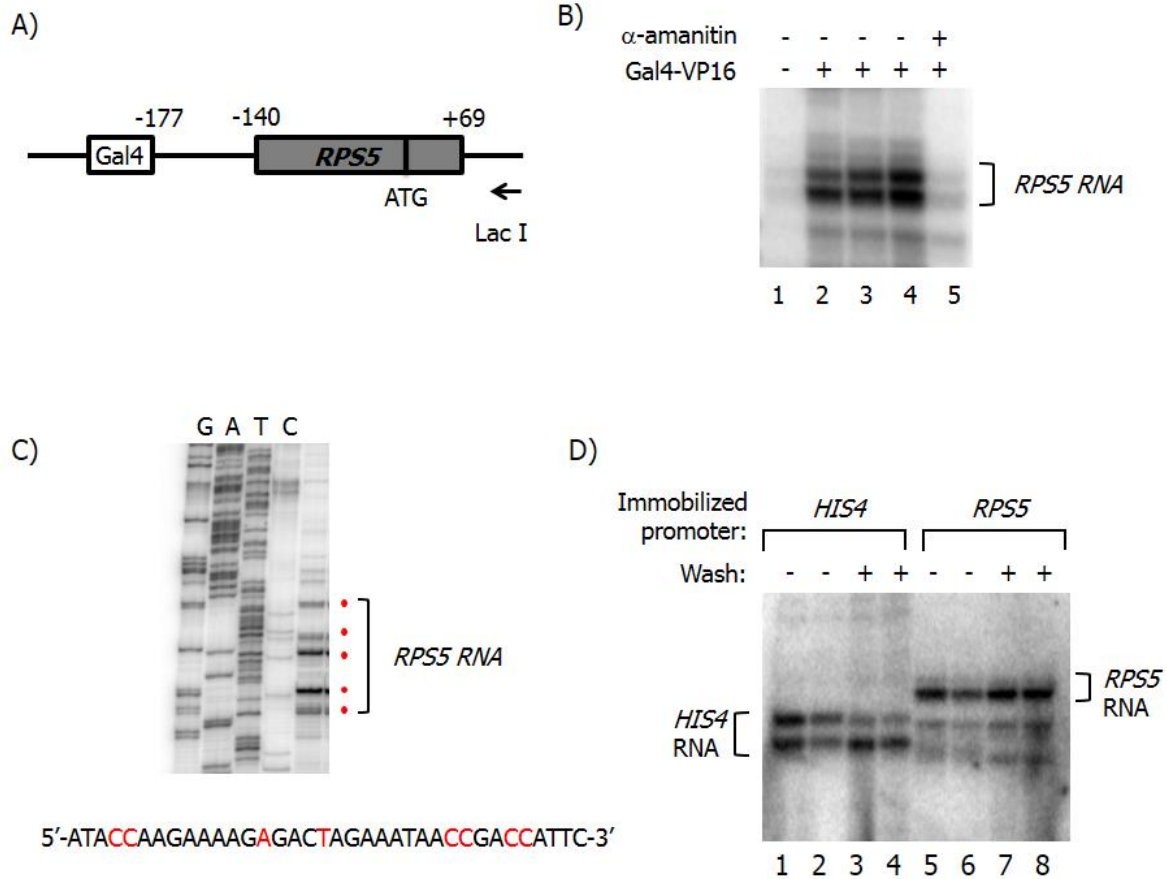 A)
-177 -140 +69
Gal4 RPS5
ATG
Lac I
B)
α-amanitin - - - - +
Gal4-VP16 - + + + +
RPS5 RNA
1 2 3 4 5
C)
G A T C
RPS5 RNA
5′-ATACCAAGAAAAGAGACTAGAAATAACCGACCATTC-3′
D)
Immobilized
promoter:
HIS4 RPS5
Wash: - - + + - - + +
RPS5
RNA
HIS4
RNA
1 2 3 4 5 6 7 8